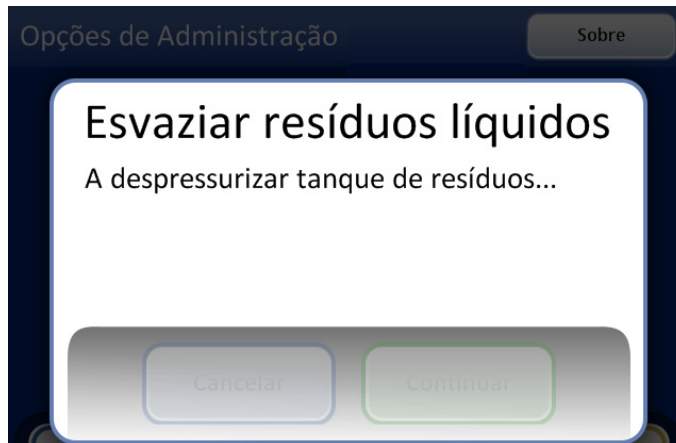 Opções de Administração
Sobre
Esvaziar resíduos líquidos
A despressurizar tanque de resíduos...
Cancelar
Continuar